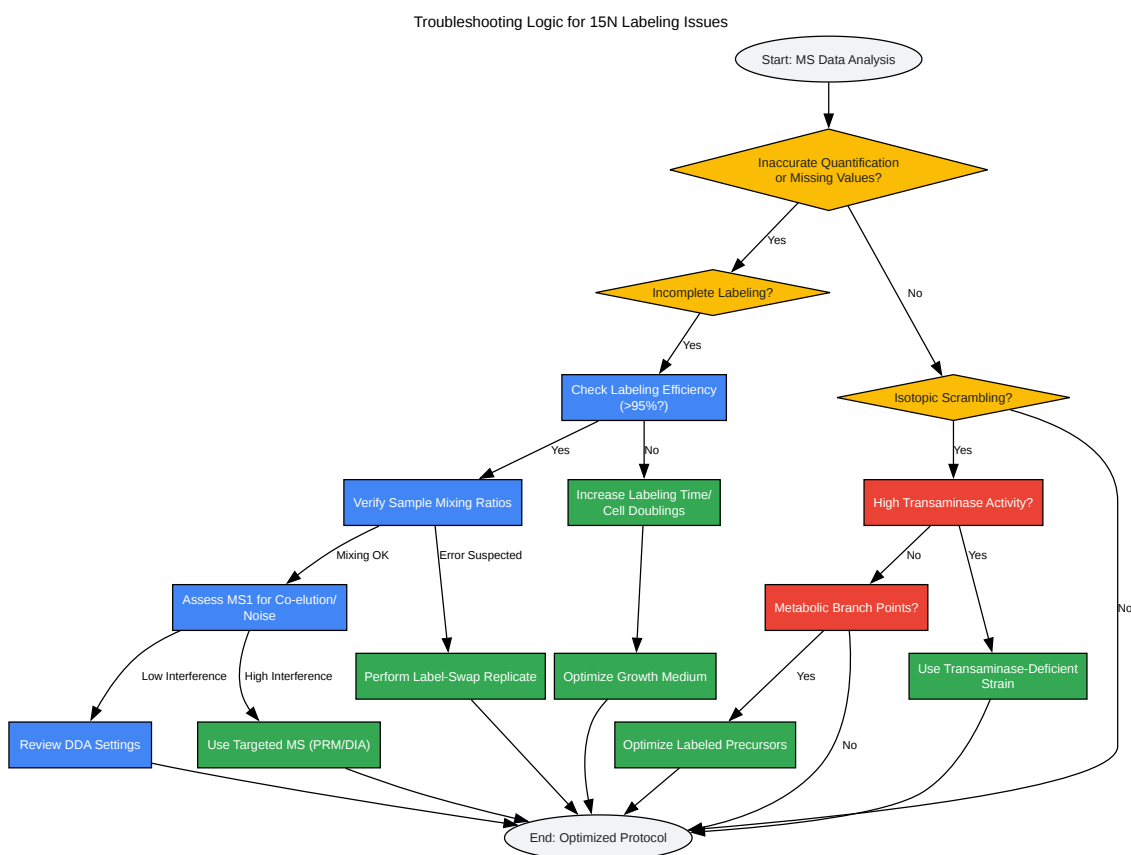 Troubleshooting Logic for 15N Labeling Issues
Start: MS Data Analysis
Inaccurate Quantification
or Missing Values?
Yes
No
Incomplete Labeling?
Yes
Check Labeling Efficiency
(>95%?)
Isotopic Scrambling?
Yes
No
Yes
No
Verify Sample Mixing Ratios
Increase Labeling Time/
Cell Doublings
High Transaminase Activity?
Mixing OK
Error Suspected
No
Yes
Assess MS1 for Co-elution/
Noise
Metabolic Branch Points?
Low Interference
High Interference
Perform Label-Swap Replicate
Optimize Growth Medium
Yes
No
Use Transaminase-Deficient
Strain
Review DDA Settings
Use Targeted MS (PRM/DIA)
Optimize Labeled Precursors
End: Optimized Protocol